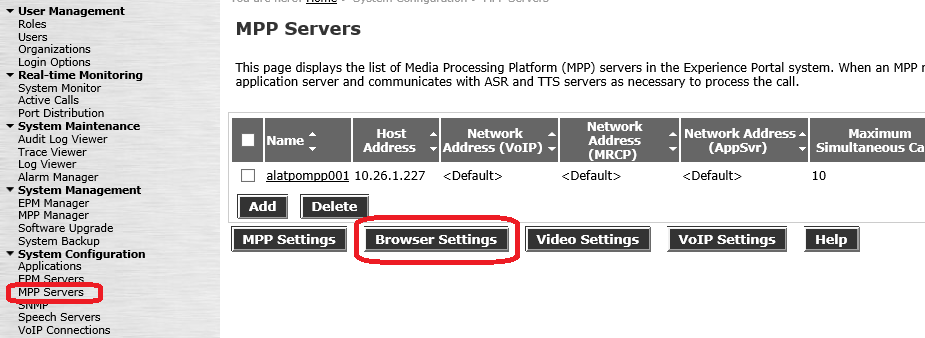 User Management
Roles
Users
Organizations
Login Options
Real-time Monitoring
System Monitor
Active Calls
Port Distribution
System Maintenance
Audit Log Viewer
Trace Viewer
Log Viewer
Alarm Manager
System Management
EPM Manager
MPP Manager
Software Upgrade
System Backup
System Configuration
Applications
EPM Servers
MPP Servers
SNMP
Speech Servers
VoIP Connections
You are here: Home > System Configuration > MPP Servers
MPP Servers
This page displays the list of Media Processing Platform (MPP) servers in the Experience Portal system. When an MPP
application server and communicates with ASR and TTS servers as necessary to process the call.
Name Host Address Network Address (VoIP) Network Address (MRCP) Network Address (AppSvr) Maximum Simultaneous Ca
alatpompp001 10.26.1.227 <Default> <Default> <Default> 10
Add Delete
MPP Settings Browser Settings Video Settings VoIP Settings Help